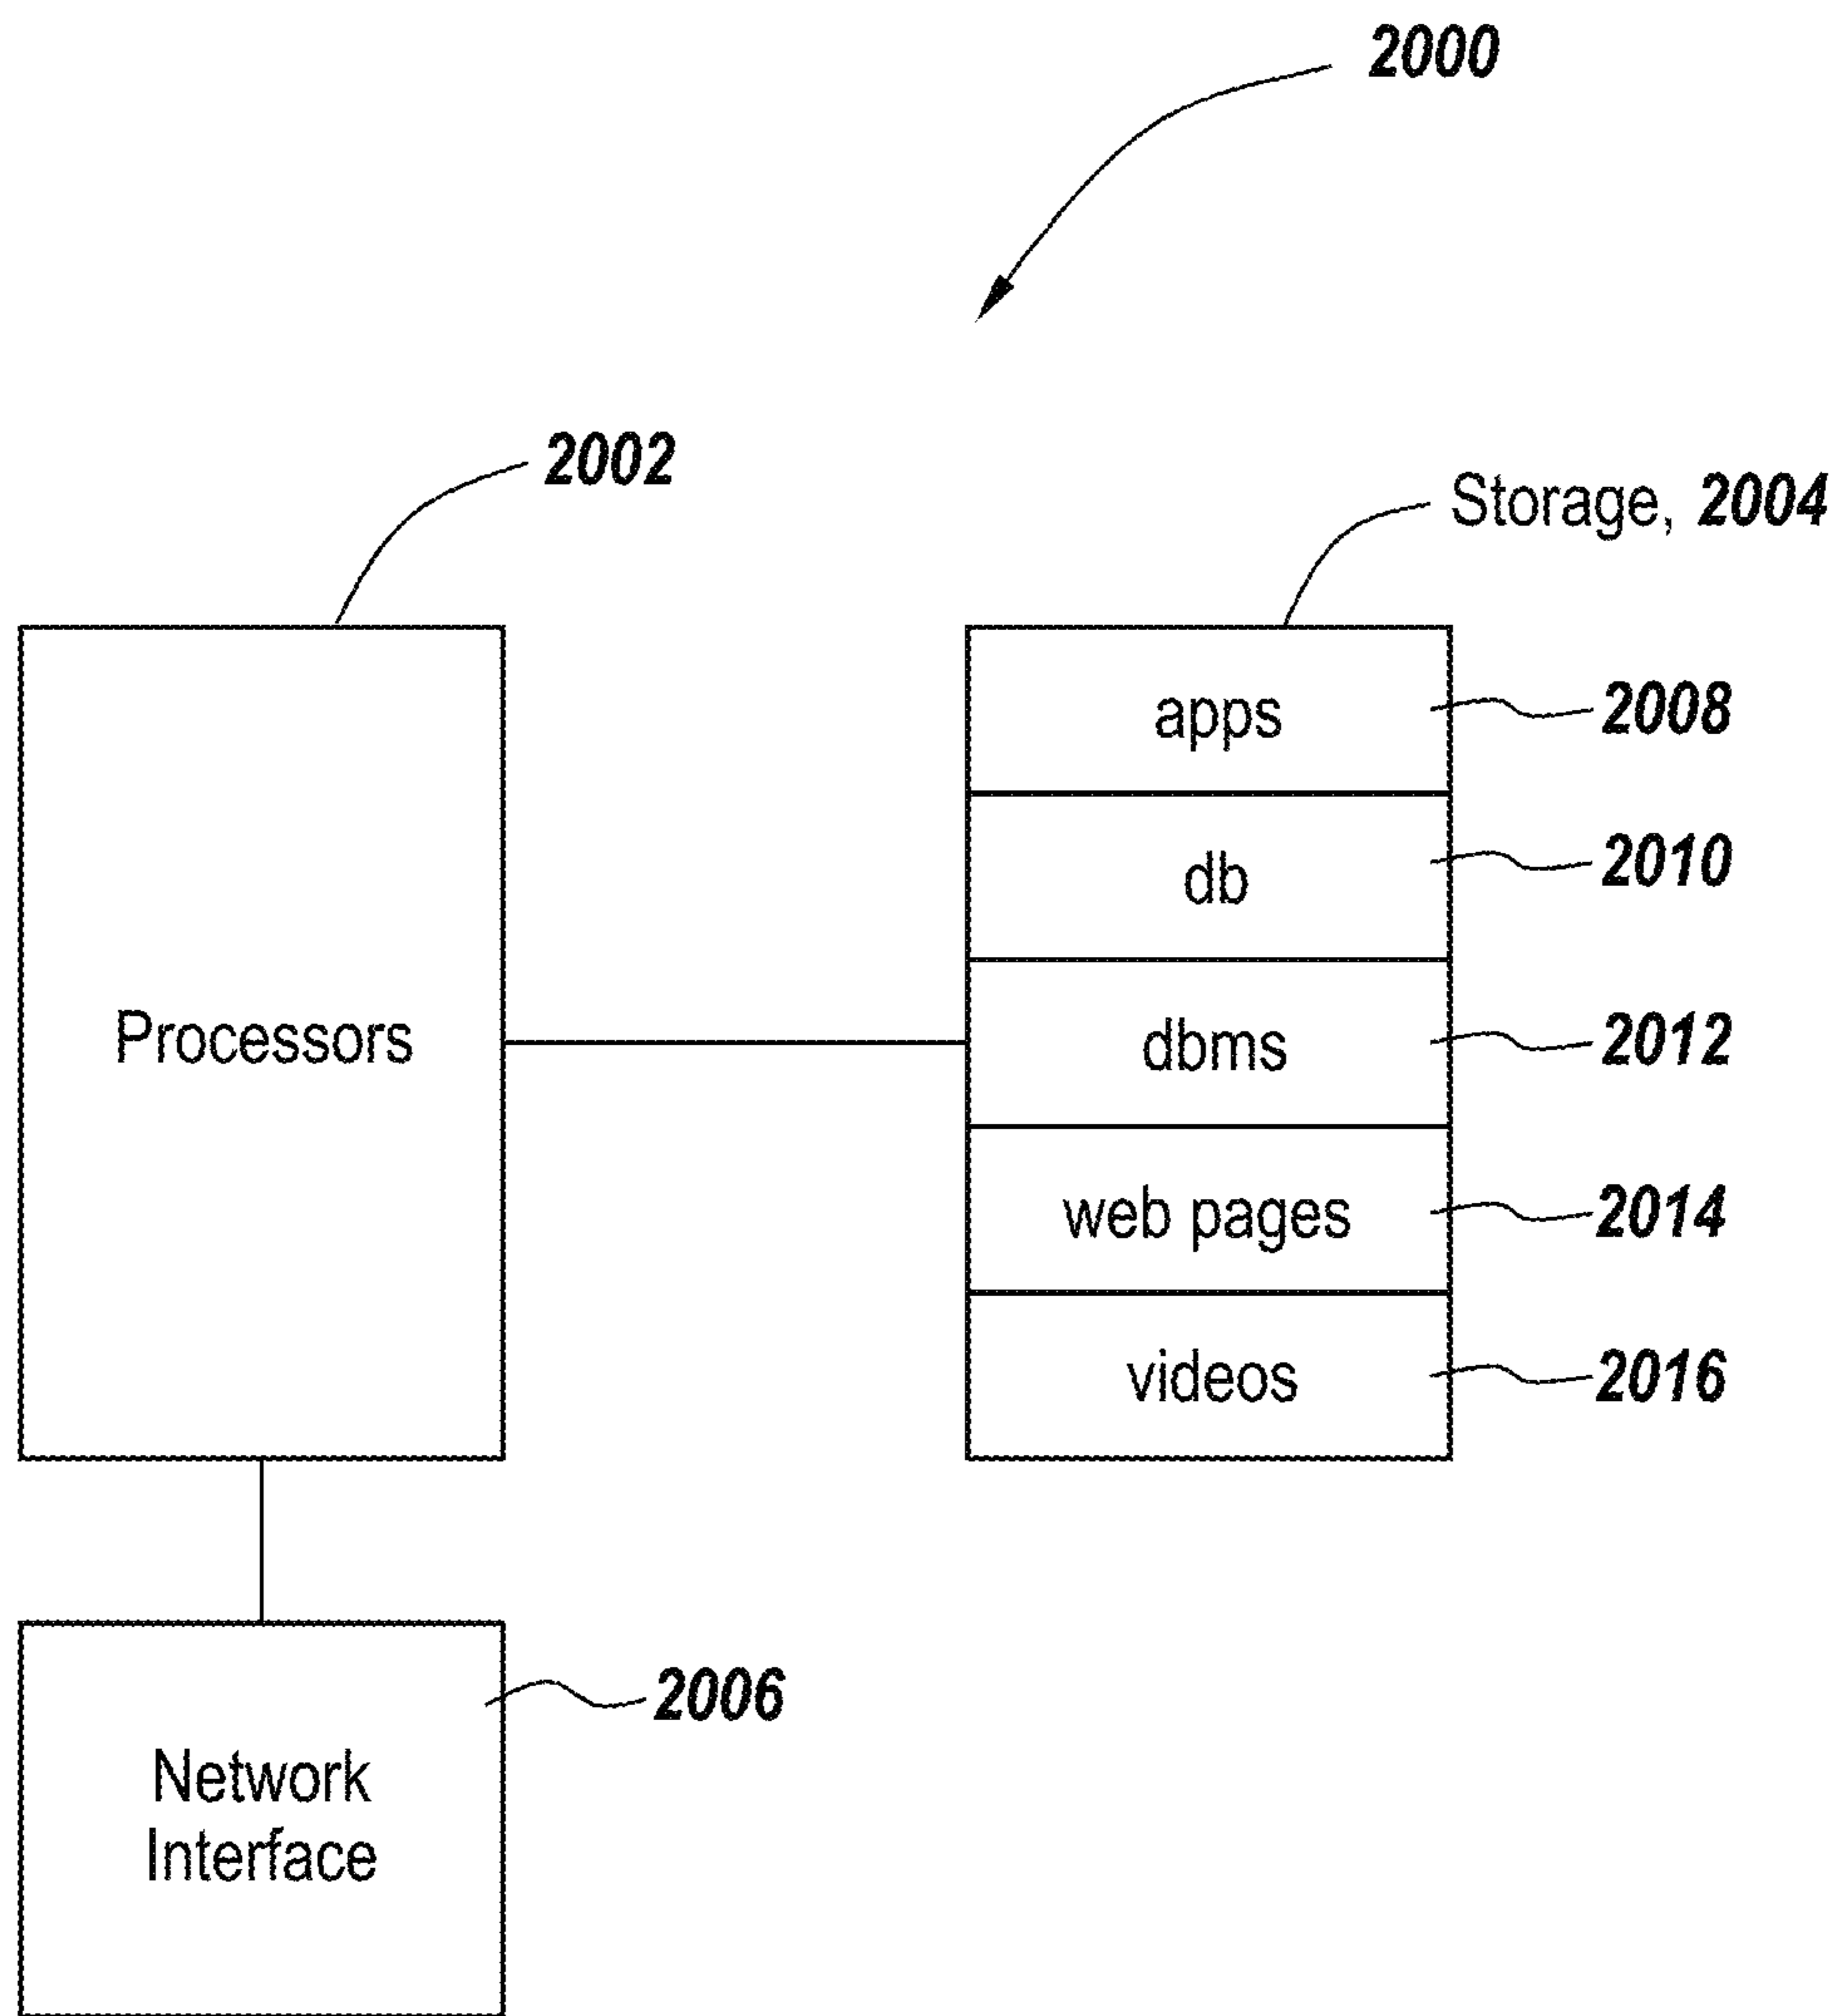 2000
2002
Storage, 2004
apps
2008
db
2010
Processors
dbms
2012
web pages
2014
videos
2016
2006
Network
Interface